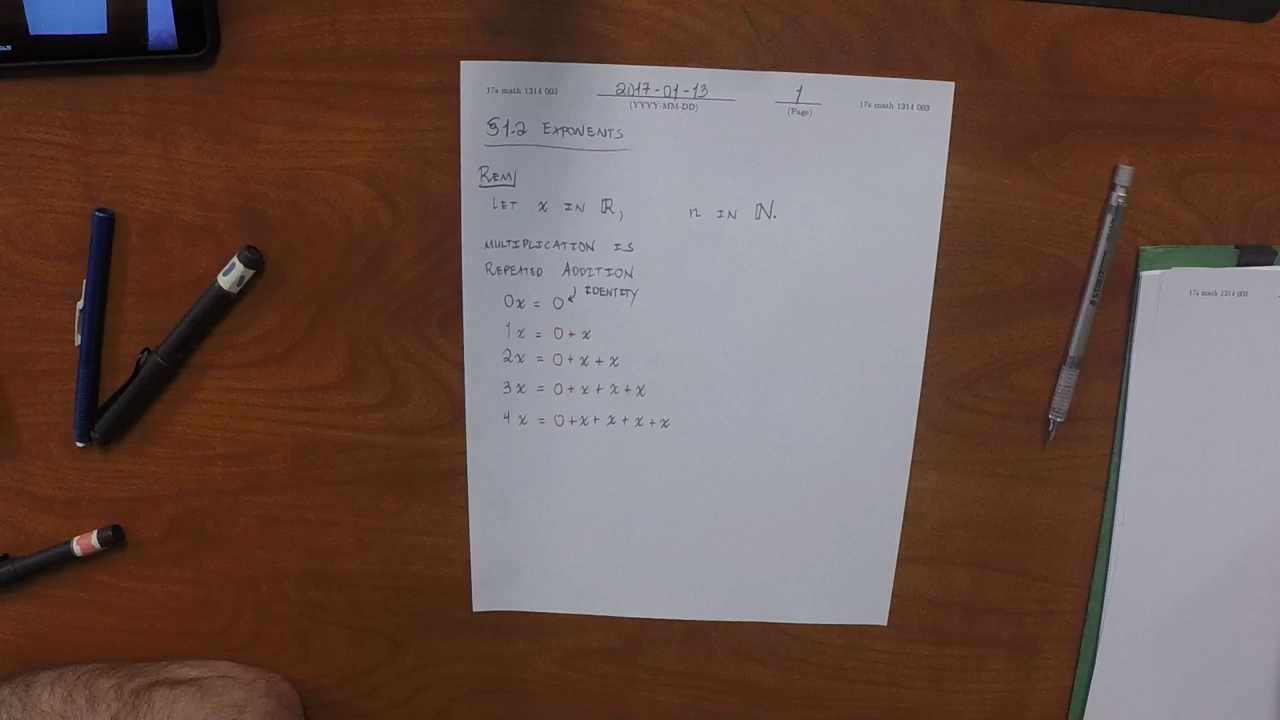 17s math 1314 003 2017-01-13 1 17s math 1314 003
(YYYY-MM-DD) (Page)
§1.2 EXPONENTS
REM
LET x IN ℝ, n IN ℕ.
MULTIPLICATION IS
REPEATED ADDITION
IDENTITY
0x = 0
1x = 0 + x
2x = 0 + x + x
3x = 0 + x + x + x
4x = 0 + x + x + x + x
17s math 1314 003